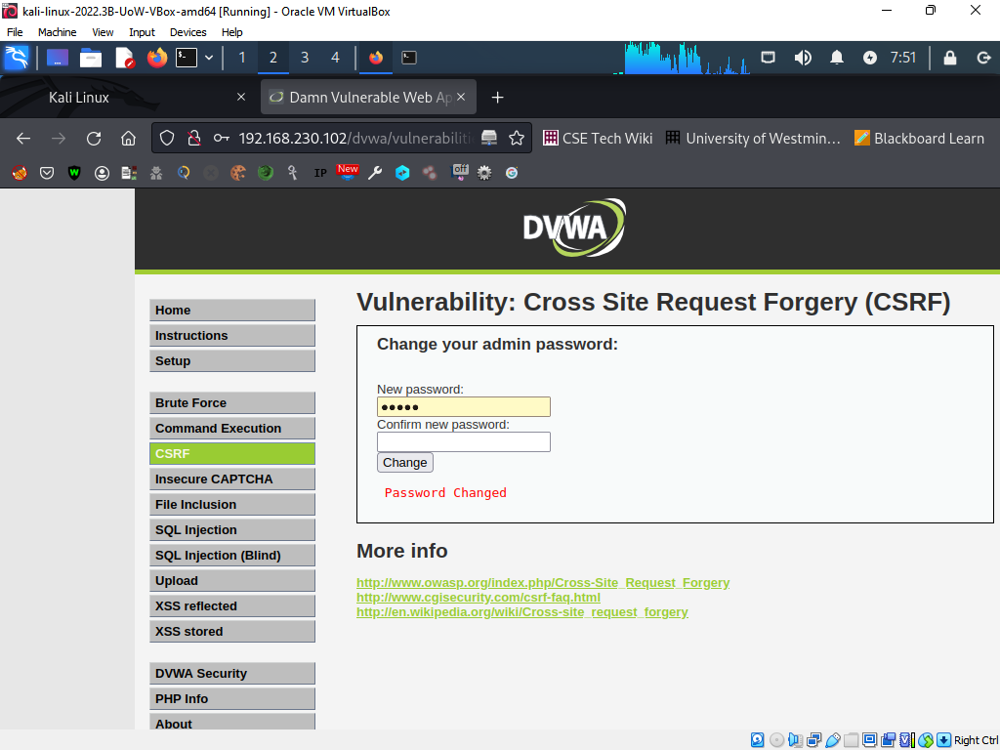 kali-linux-2022.3B-UoW-VBox-amd64 [Running] - Oracle VM VirtualBox
File Machine View Input Devices Help
1 2 3 4 7:51
Kali Linux Damn Vulnerable Web Ap
192.168.230.102/dvwa/vulnerabiliti CSE Tech Wiki University of Westmin… Blackboard Learn
IP New off
DVWA
Home
Instructions
Setup
Brute Force
Command Execution
CSRF
Insecure CAPTCHA
File Inclusion
SQL Injection
SQL Injection (Blind)
Upload
XSS reflected
XSS stored
DVWA Security
PHP Info
About
Vulnerability: Cross Site Request Forgery (CSRF)
Change your admin password:
New password:
●●●●●
Confirm new password:
Change
Password Changed
More info
http://www.owasp.org/index.php/Cross-Site_Request_Forgery
http://www.cgisecurity.com/csrf-faq.html
http://en.wikipedia.org/wiki/Cross-site_request_forgery
Right Ctrl